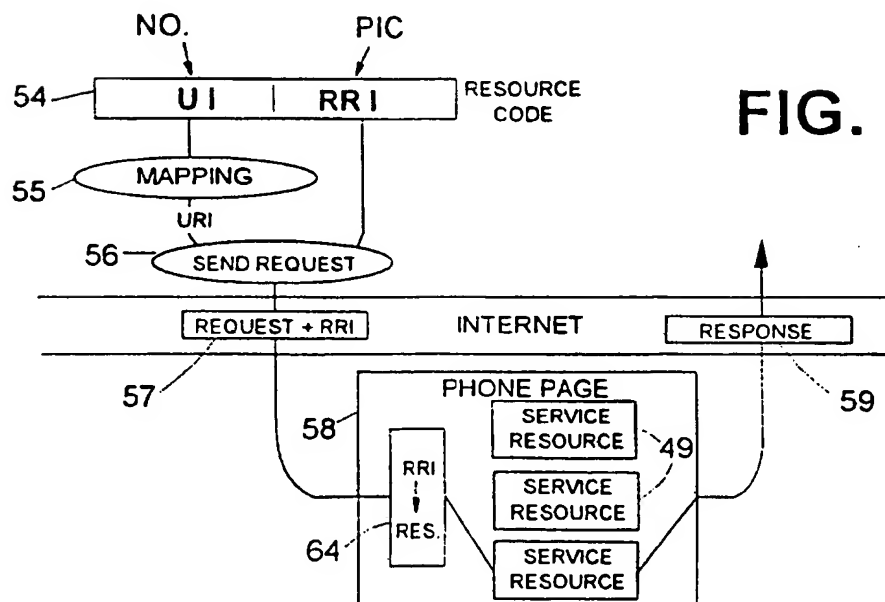 NO.
PIC
54
UI | RRI
RESOURCE
CODE
FIG.
55
MAPPING
URI
56
SEND REQUEST
REQUEST + RRI
INTERNET
RESPONSE
57
59
58
PHONE PAGE
SERVICE
RESOURCE
49
RRI
RES.
64
SERVICE
RESOURCE
SERVICE
RESOURCE